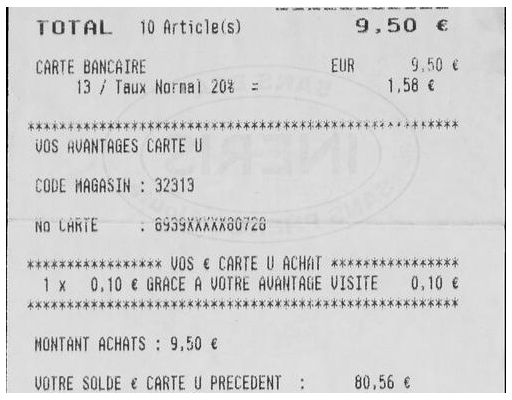 TOTAL 10 Article(s) 9,50 €
CARTE BANCAIRE EUR 9,50 €
13 / Taux Normal 20% = 1,58 €
********************************************
VOS AVANTAGES CARTE U
CODE MAGASIN : 32313
NO CARTE : 6939XXXXX80728
***************** VOS € CARTE U ACHAT ****************
1 x 0,10 € GRACE A VOTRE AVANTAGE VISITE 0,10 €
********************************************
MONTANT ACHATS : 9,50 €
VOTRE SOLDE € CARTE U PRECEDENT : 80,56 €